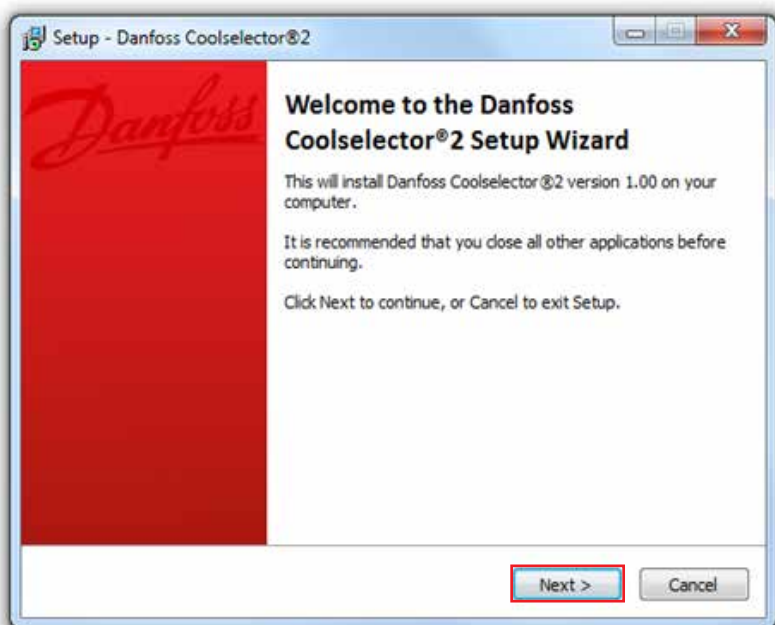 Setup - Danfoss Coolselector®2
Danfoss
Welcome to the Danfoss
Coolselector®2 Setup Wizard
This will install Danfoss Coolselector®2 version 1.00 on your
computer.
It is recommended that you close all other applications before
continuing.
Click Next to continue, or Cancel to exit Setup.
Next >
Cancel